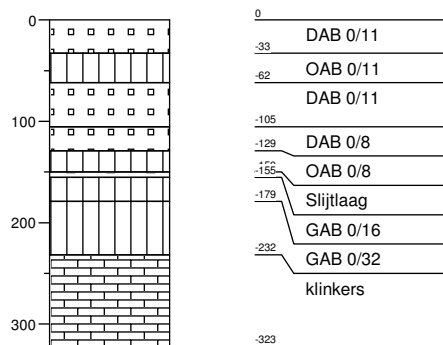 0
0
DAB 0/11
-33
OAB 0/11
-62
DAB 0/11
100
-105
-129
DAB 0/8
OAB 0/8
-155
Slijtlaag
-179
200
GAB 0/16
-232
GAB 0/32
klinkers
300
-323